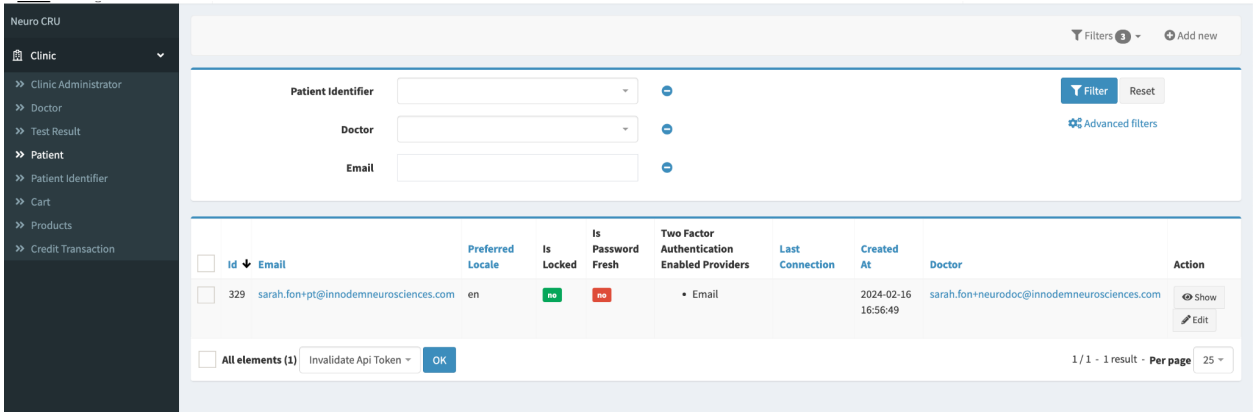 Neuro CRU
Clinic
Clinic Administrator
Doctor
Test Result
Patient
Patient Identifier
Cart
Products
Credit Transaction
Filters 3
Add new
Patient Identifier
Doctor
Email
Filter
Reset
Advanced filters
Id
Email
Preferred
Locale
Is
Locked
Is
Password
Fresh
Two Factor
Authentication
Enabled Providers
Last
Connection
Created
At
Doctor
Action
329 sarah.fon+pt@innodemneurosciences.com en no no • Email 2024-02-16 sarah.fon+neurodoc@innodemneurosciences.com Show
16:56:49 Edit
All elements (1) Invalidate Api Token OK 1 / 1 - 1 result - Per page 25